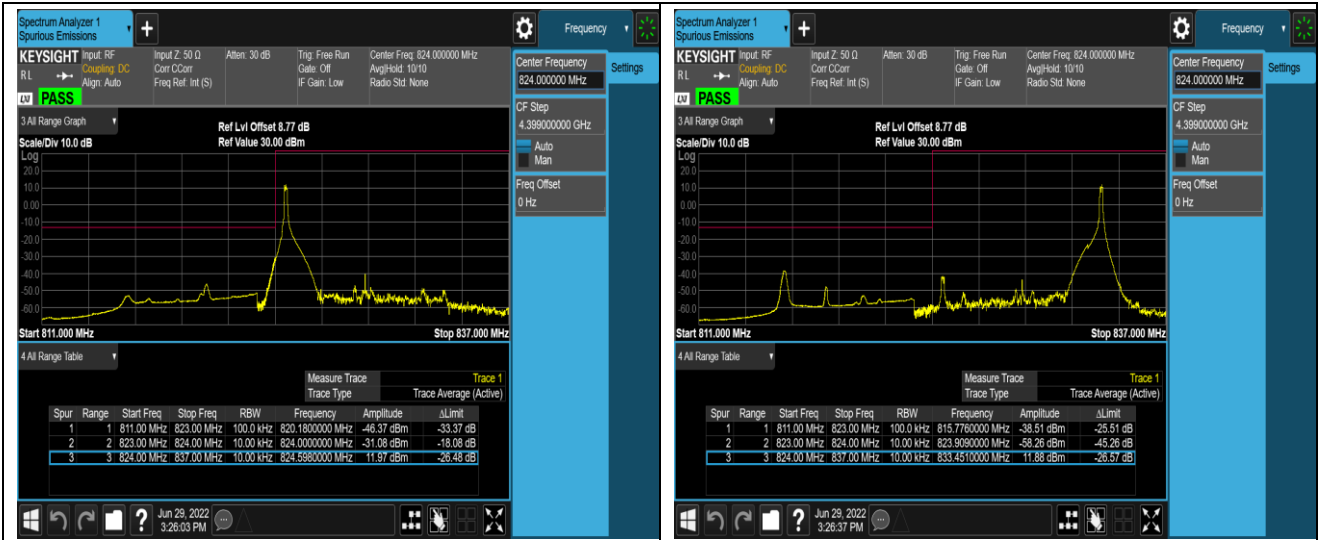 Spectrum Analyzer 1
Spurious Emissions
+
Frequency
KEYSIGHT
R L
LXI
PASS
Input: RF
Coupling: DC
Align: Auto
Input Z: 50 Ω
Corr CCorr
Freq Ref: Int (S)
Atten: 30 dB
Trig: Free Run
Gate: Off
IF Gain: Low
Center Freq: 824.000000 MHz
Avg|Hold: 10/10
Radio Std: None
Center Frequency
824.000000 MHz
Settings
CF Step
4.399000000 GHz
Auto
Man
Freq Offset
0 Hz
3 All Range Graph
Ref Lvl Offset 8.77 dB
Scale/Div 10.0 dB
Ref Value 30.00 dBm
Log
20.0
10.0
0.00
-10.0
-20.0
-30.0
-40.0
-50.0
-60.0
Start 811.000 MHz
Stop 837.000 MHz
4 All Range Table
Measure Trace Trace 1
Trace Type Trace Average (Active)
Spur Range Start Freq Stop Freq RBW Frequency Amplitude ΔLimit
1 1 811.00 MHz 823.00 MHz 100.0 kHz 820.1800000 MHz -46.37 dBm -33.37 dB
2 2 823.00 MHz 824.00 MHz 10.00 kHz 824.0000000 MHz -31.08 dBm -18.08 dB
3 3 824.00 MHz 837.00 MHz 10.00 kHz 824.5980000 MHz 11.97 dBm -26.48 dB
?
Jun 29, 2022
3:26:03 PM
Spectrum Analyzer 1
Spurious Emissions
+
Frequency
KEYSIGHT
R L
LXI
PASS
Input: RF
Coupling: DC
Align: Auto
Input Z: 50 Ω
Corr CCorr
Freq Ref: Int (S)
Atten: 30 dB
Trig: Free Run
Gate: Off
IF Gain: Low
Center Freq: 824.000000 MHz
Avg|Hold: 10/10
Radio Std: None
Center Frequency
824.000000 MHz
Settings
CF Step
4.399000000 GHz
Auto
Man
Freq Offset
0 Hz
3 All Range Graph
Ref Lvl Offset 8.77 dB
Scale/Div 10.0 dB
Ref Value 30.00 dBm
Log
20.0
10.0
0.00
-10.0
-20.0
-30.0
-40.0
-50.0
-60.0
Start 811.000 MHz
Stop 837.000 MHz
4 All Range Table
Measure Trace Trace 1
Trace Type Trace Average (Active)
Spur Range Start Freq Stop Freq RBW Frequency Amplitude ΔLimit
1 1 811.00 MHz 823.00 MHz 100.0 kHz 815.7760000 MHz -38.51 dBm -25.51 dB
2 2 823.00 MHz 824.00 MHz 10.00 kHz 823.9090000 MHz -58.26 dBm -45.26 dB
3 3 824.00 MHz 837.00 MHz 10.00 kHz 833.4510000 MHz 11.88 dBm -26.57 dB
?
Jun 29, 2022
3:26:37 PM